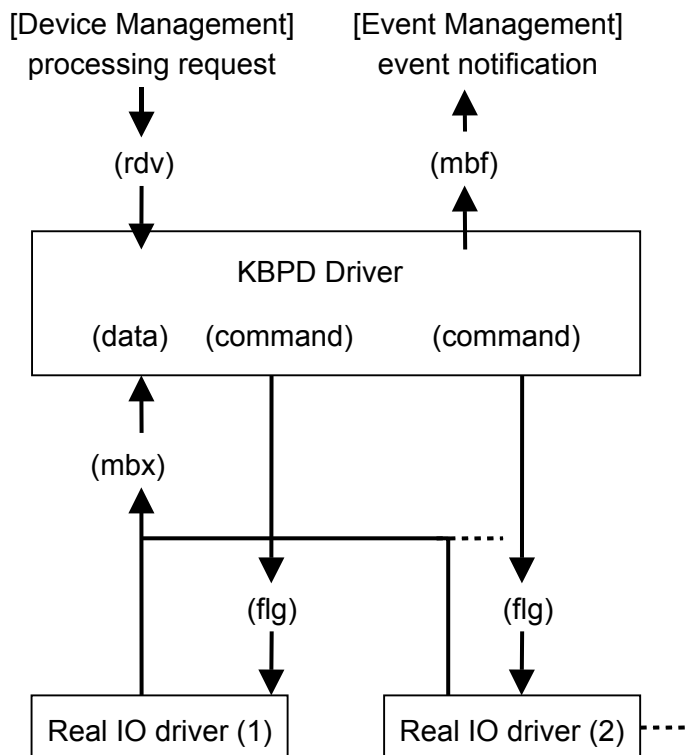 [Device Management]
processing request
[Event Management]
event notification
(rdv)
(mbf)
KBPD Driver
(data)
(command)
(command)
(mbx)
(flg)
(flg)
Real IO driver (1)
Real IO driver (2)